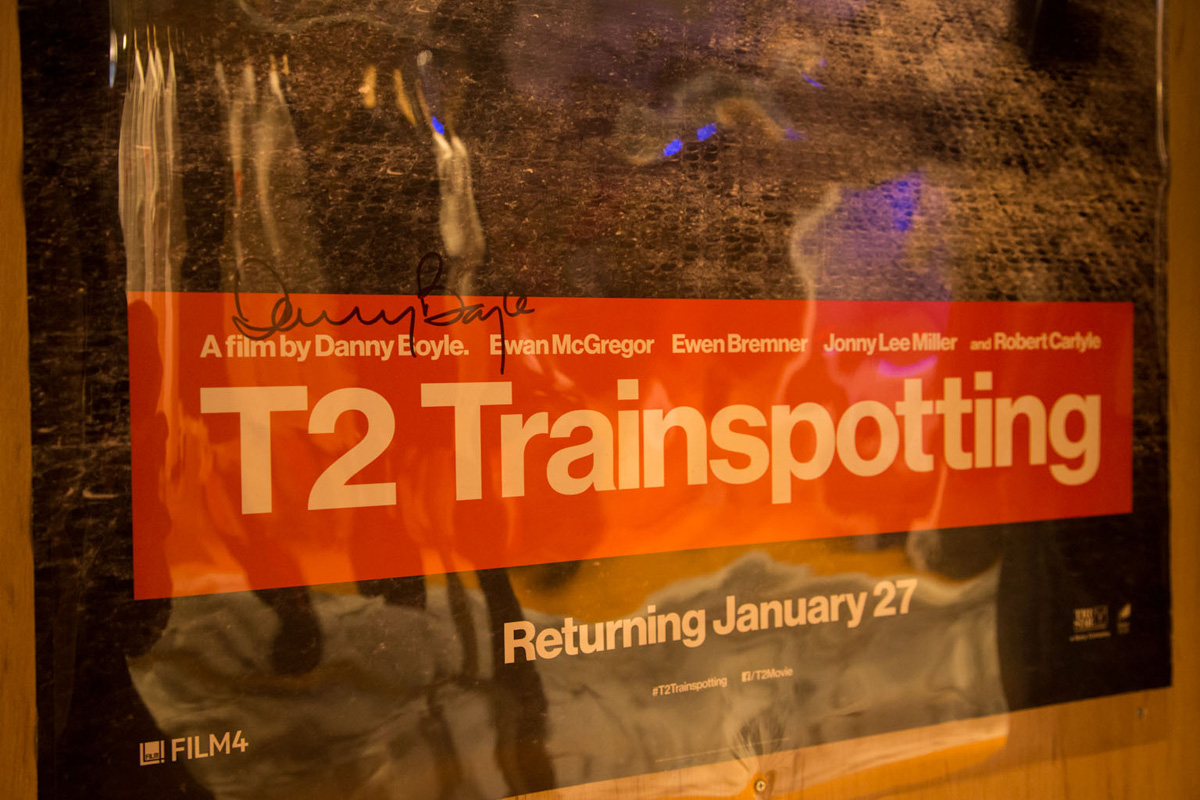 Danny Boyle
A film by Danny Boyle. Ewan McGregor Ewen Bremner Jonny Lee Miller and Robert Carlyle
T2 Trainspotting
Returning January 27
#T2Trainspotting f/T2Movie
FILM4